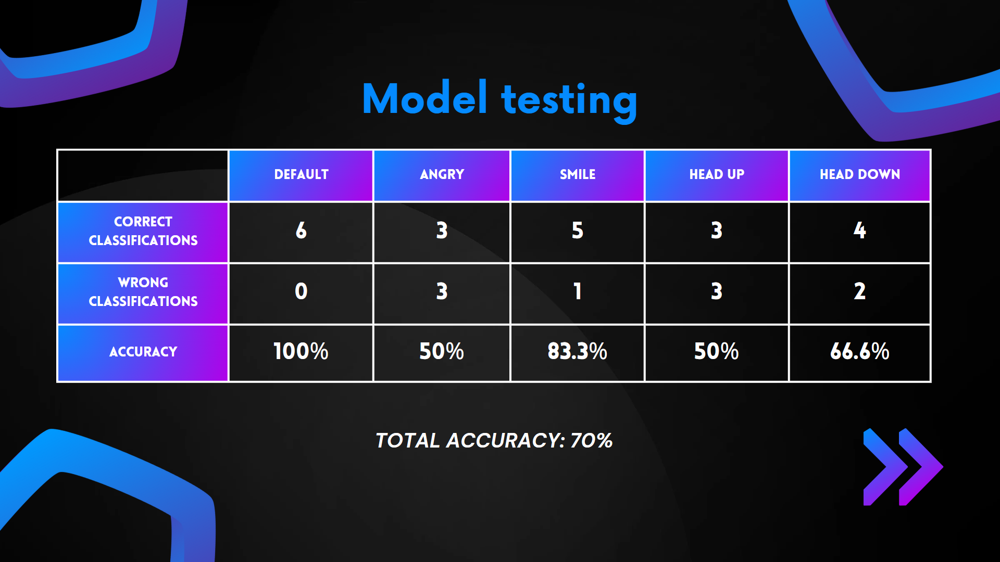 Model testing
DEFAULT ANGRY SMILE HEAD UP HEAD DOWN
CORRECT
CLASSIFICATIONS
6 3 5 3 4
WRONG
CLASSIFICATIONS
0 3 1 3 2
ACCURACY 100% 50% 83.3% 50% 66.6%
TOTAL ACCURACY: 70%